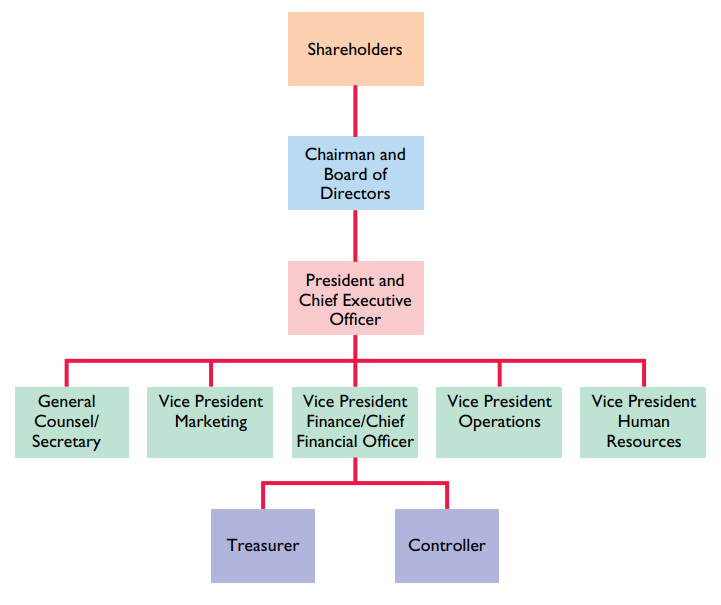 Shareholders
Chairman and
Board of
Directors
President and
Chief Executive
Officer
General
Counsel/
Secretary
Vice President
Marketing
Vice President
Finance/Chief
Financial Officer
Vice President
Operations
Vice President
Human
Resources
Treasurer
Controller